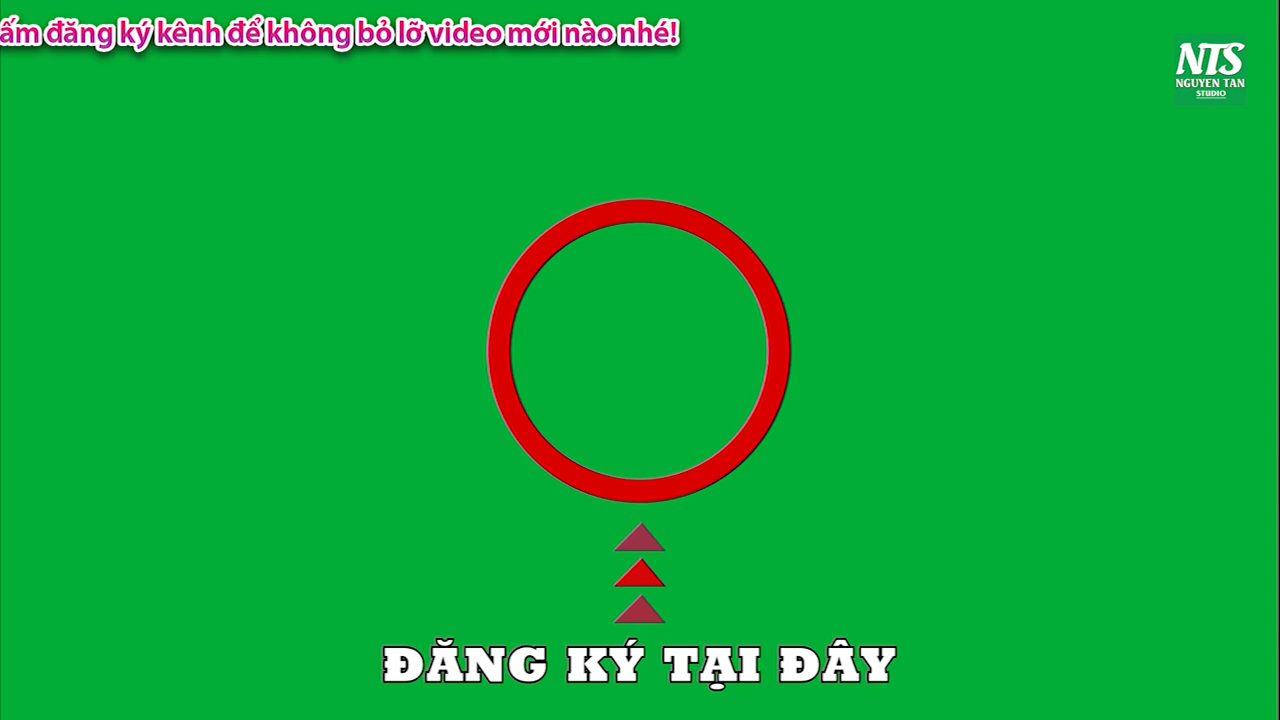 ấm đăng ký kênh để không bỏ lỡ video mới nào nhé!
NTS
NGUYEN TAN
STUDIO
ĐĂNG KÝ TẠI ĐÂY